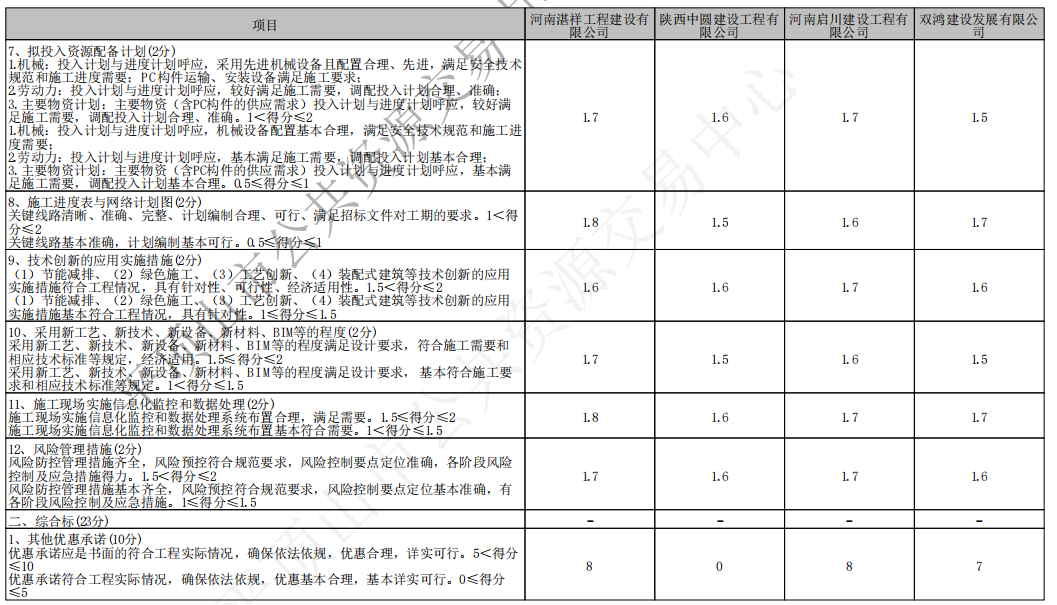 项目
河南湛祥工程建设有
限公司
陕西中圆建设工程有
限公司
河南启川建设工程有
限公司
双鸿建设发展有限公
司
7、拟投入资源配备计划(2分)
1.机械：投入计划与进度计划呼应，采用先进机械设备且配置合理、先进，满足安全技术
规范和施工进度需要；PC构件运输、安装设备满足施工要求；
2.劳动力：投入计划与进度计划呼应，较好满足施工需要，调配投入计划合理、准确；
3.主要物资计划：主要物资（含PC构件的供应需求）投入计划与进度计划呼应，较好满
足施工需要，调配投入计划合理、准确。1＜得分≤2
1.机械：投入计划与进度计划呼应，机械设备配置基本合理，满足安全技术规范和施工进
度需要；
2.劳动力：投入计划与进度计划呼应，基本满足施工需要，调配投入计划基本合理；
3.主要物资计划：主要物资（含PC构件的供应需求）投入计划与进度计划呼应，基本满
足施工需要，调配投入计划基本合理。0.5≤得分≤1
1.7
1.6
1.7
1.5
8、施工进度表与网络计划图(2分)
关键线路清晰、准确、完整、计划编制合理、可行、满足招标文件对工期的要求。1＜得
分≤2
关键线路基本准确，计划编制基本可行。0.5≤得分≤1
1.8
1.5
1.6
1.7
9、技术创新的应用实施措施(2分)
（1）节能减排、（2）绿色施工、（3）工艺创新、（4）装配式建筑等技术创新的应用
实施措施符合工程情况，具有针对性、可行性、经济适用性。1.5＜得分≤2
（1）节能减排、（2）绿色施工、（3）工艺创新、（4）装配式建筑等技术创新的应用
实施措施基本符合工程情况，具有针对性。1≤得分≤1.5
1.6
1.6
1.7
1.6
10、采用新工艺、新技术、新设备、新材料、BIM等的程度(2分)
采用新工艺、新技术、新设备、新材料、BIM等的程度满足设计要求，符合施工需要和
相应技术标准等规定，经济适用。1.5≤得分≤2
采用新工艺、新技术、新设备、新材料、BIM等的程度满足设计要求，基本符合施工要
求和相应技术标准等规定。1＜得分≤1.5
1.7
1.5
1.6
1.5
11、施工现场实施信息化监控和数据处理(2分)
施工现场实施信息化监控和数据处理系统布置合理，满足需要。1.5≤得分≤2
施工现场实施信息化监控和数据处理系统布置基本符合需要。1＜得分≤1.5
1.8
1.6
1.7
1.7
12、风险管理措施(2分)
风险防控管理措施齐全，风险预控符合规范要求，风险控制要点定位准确，各阶段风险
控制及应急措施得力。1.5＜得分≤2
风险防控管理措施基本齐全，风险预控符合规范要求，风险控制要点定位基本准确，有
各阶段风险控制及应急措施。1≤得分≤1.5
1.7
1.6
1.7
1.6
二、综合标(23分)
-
-
-
-
1、其他优惠承诺(10分)
优惠承诺应是书面的符合工程实际情况，确保依法依规，优惠合理，详实可行。5＜得分
≤10
优惠承诺符合工程实际情况，确保依法依规，优惠基本合理，基本详实可行。0≤得分
≤5
8
0
8
7
平顶山市公共资源交易中
平顶山市公共资源交易中心